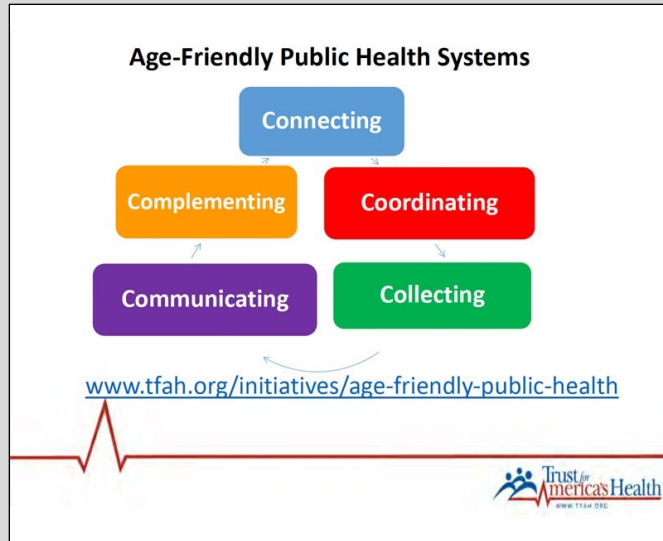 Age-Friendly Public Health Systems
Connecting
Complementing
Coordinating
Communicating
Collecting
www.tfah.org/initiatives/age-friendly-public-health
Trust for
America's Health
WWW.TFAH.ORG